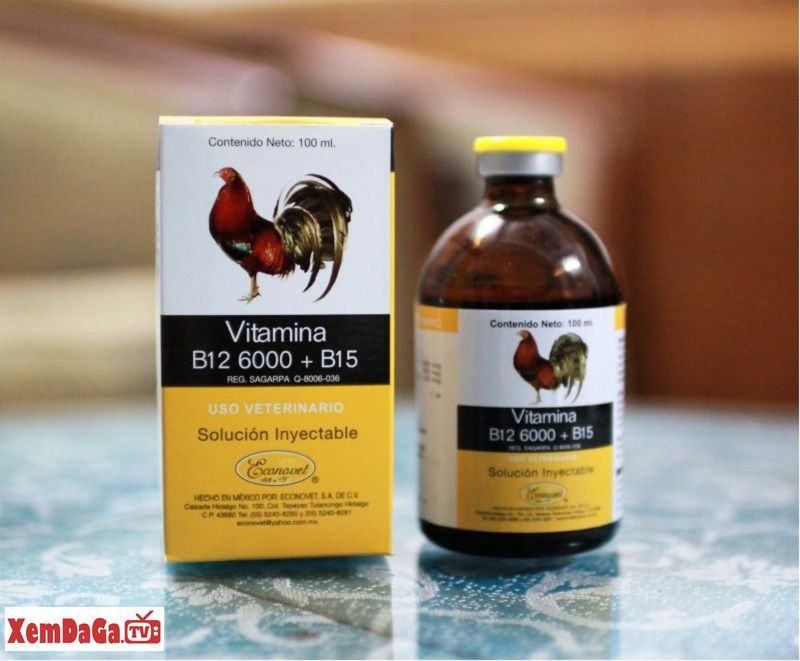 Contenido Neto: 100 ml.
Vitamina
B12 6000 + B15
REG. SAGARPA Q-8006-036
USO VETERINARIO
Solución Inyectable
Econovet
S.A. de C.V.
®
HECHO EN MÉXICO POR: ECONOVET, S.A. DE C.V.
Calzada Hidalgo No. 100, Col. Tepeyac Tulancingo Hidalgo
C.P. 43680 Tel: (55) 5240-8280 y (55) 5240-8281
econovet@yahoo.com.mx
Contenido Neto: 100 ml.
Vitamina
B12 6000 + B15
REG. SAGARPA Q-8006-036
USO VETERINARIO
Solución Inyectable
Econovet
®
XemDaGa.TV